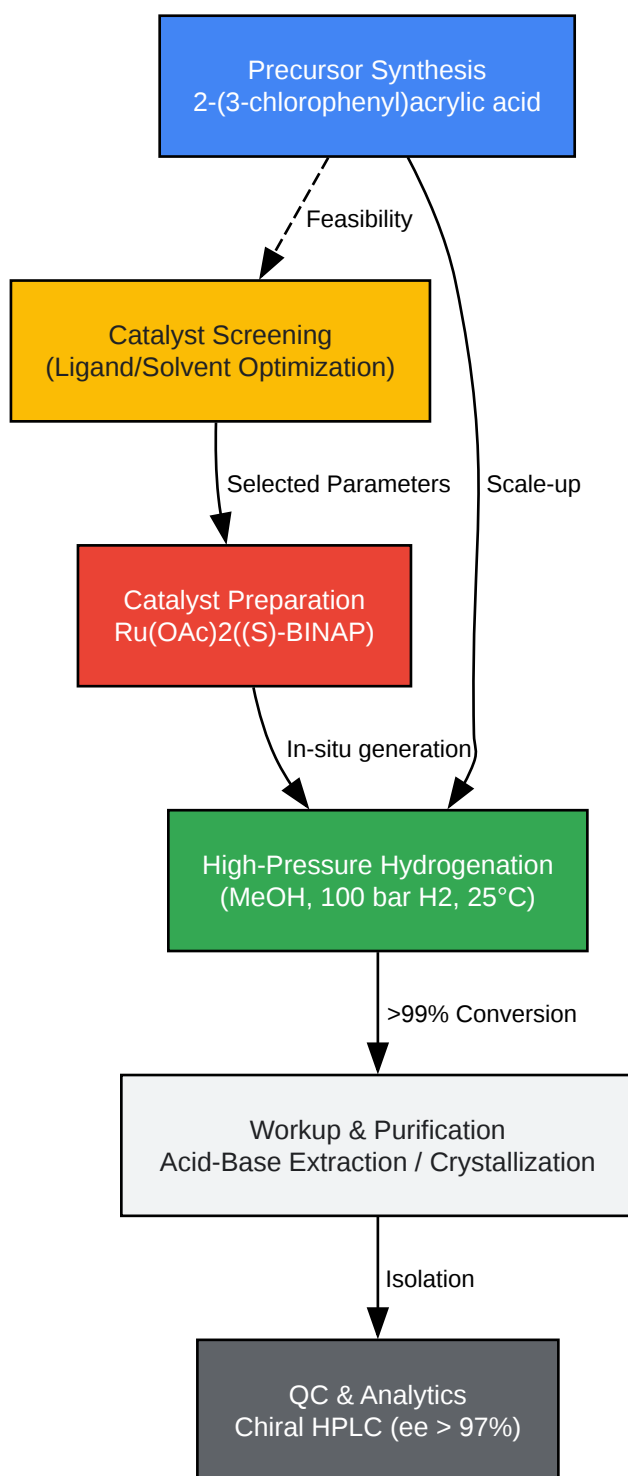 Precursor Synthesis
2-(3-chlorophenyl)acrylic acid
Feasibility
Catalyst Screening
(Ligand/Solvent Optimization)
Selected Parameters
Scale-up
Catalyst Preparation
Ru(OAc)2((S)-BINAP)
In-situ generation
High-Pressure Hydrogenation
(MeOH, 100 bar H2, 25°C)
>99% Conversion
Workup & Purification
Acid-Base Extraction / Crystallization
Isolation
QC & Analytics
Chiral HPLC (ee > 97%)